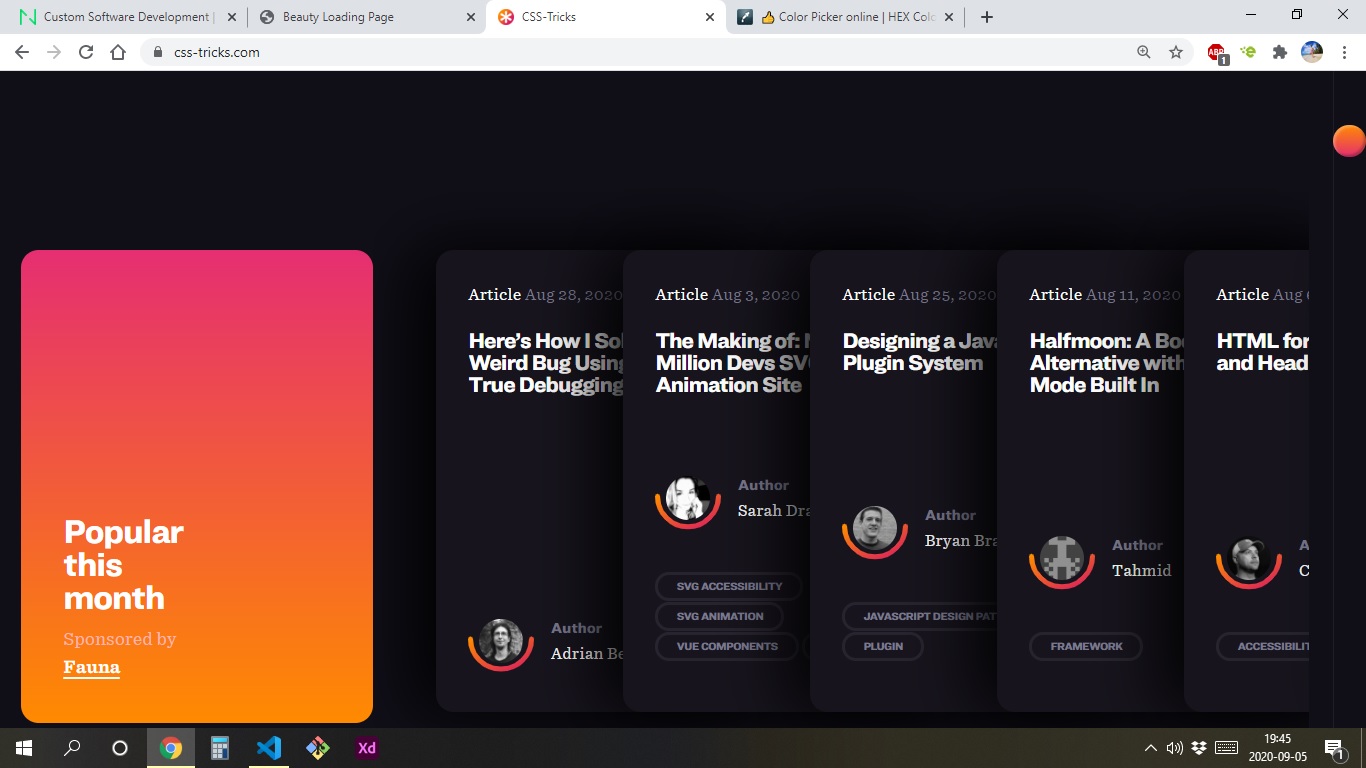 Custom Software Development |
Beauty Loading Page
CSS-Tricks
Color Picker online | HEX Colo
css-tricks.com
ABP
1
Popular
this
month
Sponsored by
Fauna
Article Aug 28, 2020
Here’s How I Sol
Weird Bug Using
True Debugging
Author
Adrian Be
Article Aug 3, 2020
The Making of: N
Million Devs SV
Animation Site
Author
Sarah Dra
SVG ACCESSIBILITY
SVG ANIMATION
VUE COMPONENTS
Article Aug 25, 2020
Designing a Java
Plugin System
Author
Bryan Bra
JAVASCRIPT DESIGN PAT
PLUGIN
Article Aug 11, 2020
Halfmoon: A Boo
Alternative with
Mode Built In
Author
Tahmid
FRAMEWORK
Article Aug
HTML for
and Head
A
C
ACCESSIBILIT
Xd
19:45
2020-09-05
1